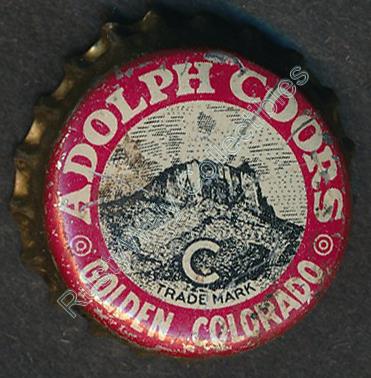 ADOLPH COORS
C
TRADE MARK
GOLDEN, COLORADO